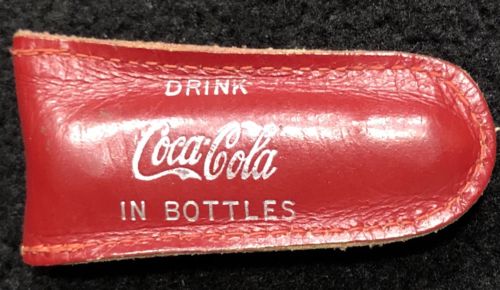 DRINK
Coca-Cola
IN BOTTLES